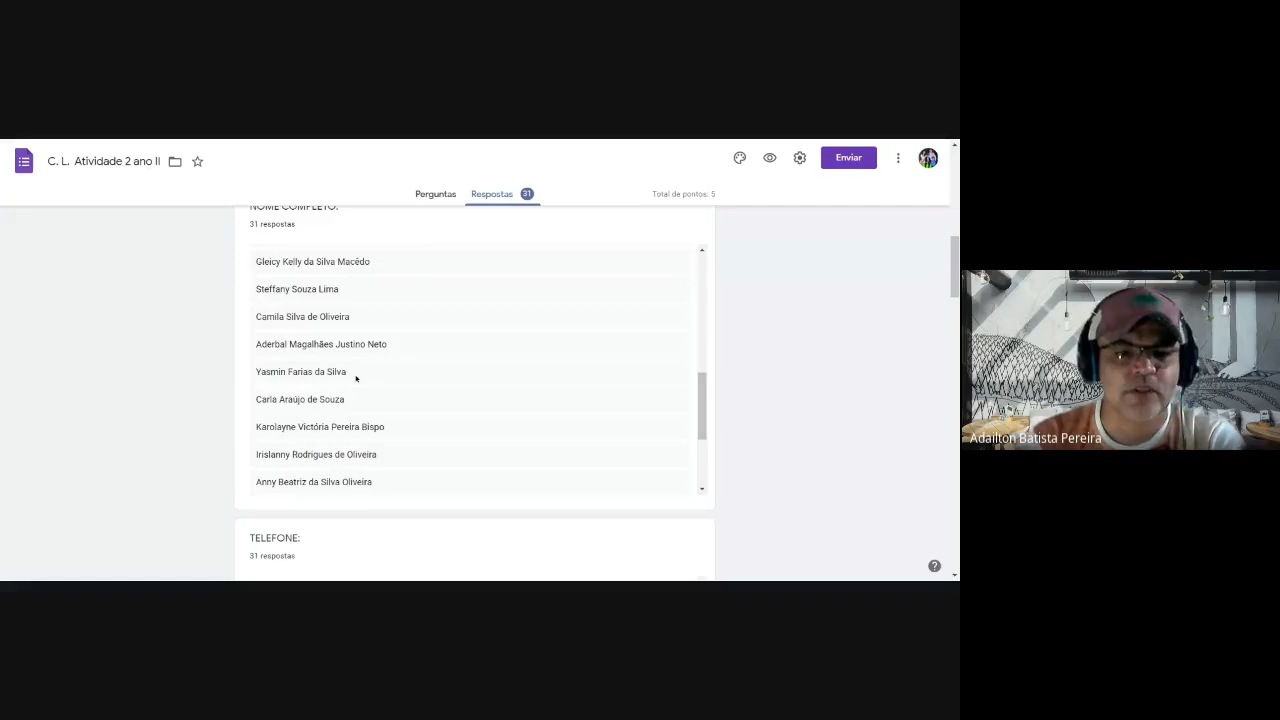 C. L. Atividade 2 ano II
Enviar
Perguntas
Respostas 31
Total de pontos: 5
NOME COMPLETO:
31 respostas
Gleicy Kelly da Silva Macêdo
Steffany Souza Lima
Camila Silva de Oliveira
Aderbal Magalhães Justino Neto
Yasmin Farias da Silva
Carla Araújo de Souza
Karolayne Victória Pereira Bispo
Irislanny Rodrigues de Oliveira
Anny Beatriz da Silva Oliveira
TELEFONE:
31 respostas
Adailton Batista Pereira